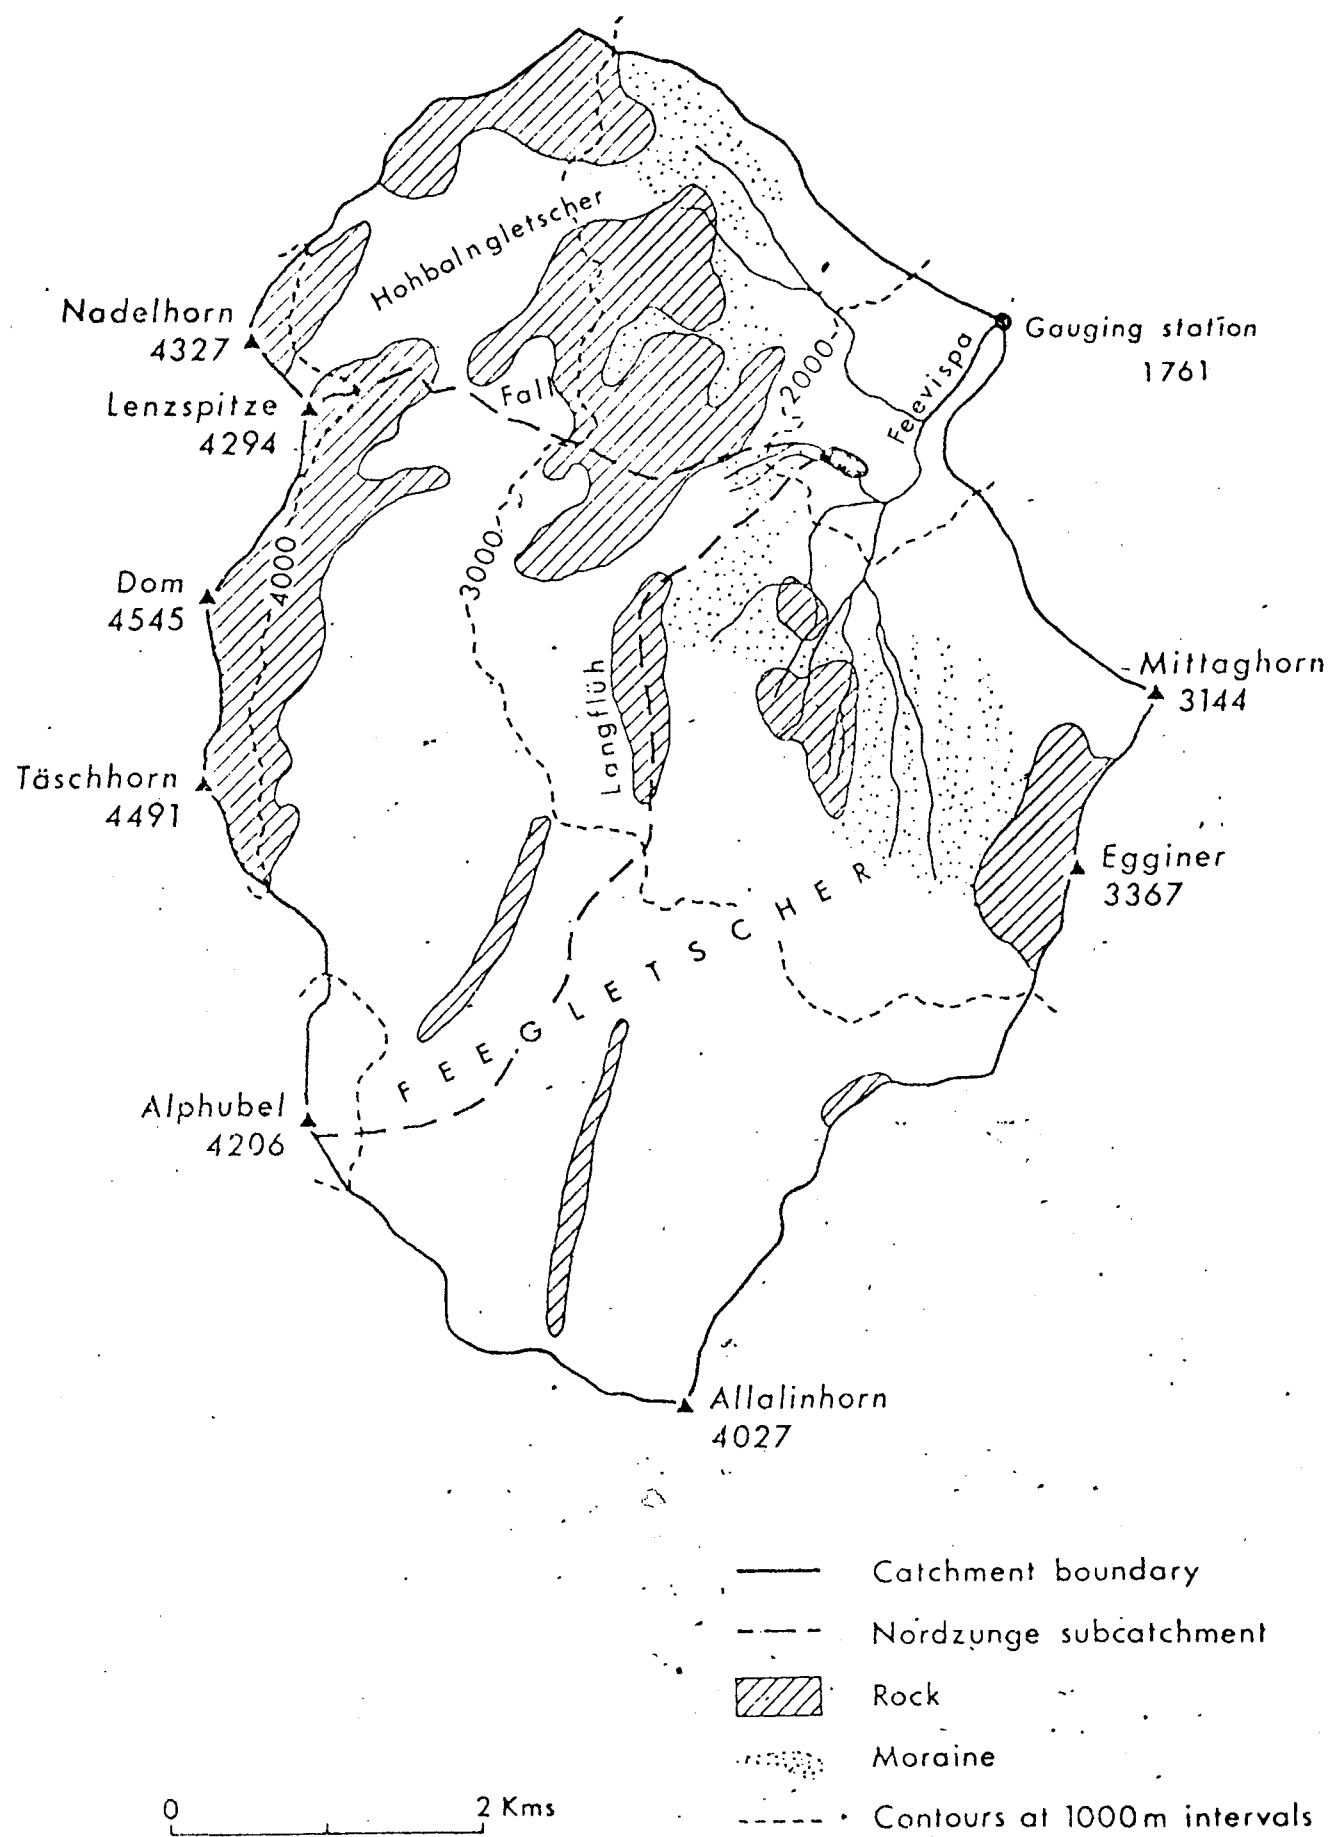 Hohbalngletscher
Nadelhorn
4327
Gauging station
1761
Lenzspitze
4294
Fall
2000
Feevispa
3000
4000
Dom
4545
Langflüh
Mittaghorn
3144
Täschhorn
4491
Egginer
3367
FEEGLETSCHER
Alphubel
4206
Allalinhorn
4027
Catchment boundary
Nordzunge subcatchment
Rock
Moraine
Contours at 1000m intervals
0 2 Kms